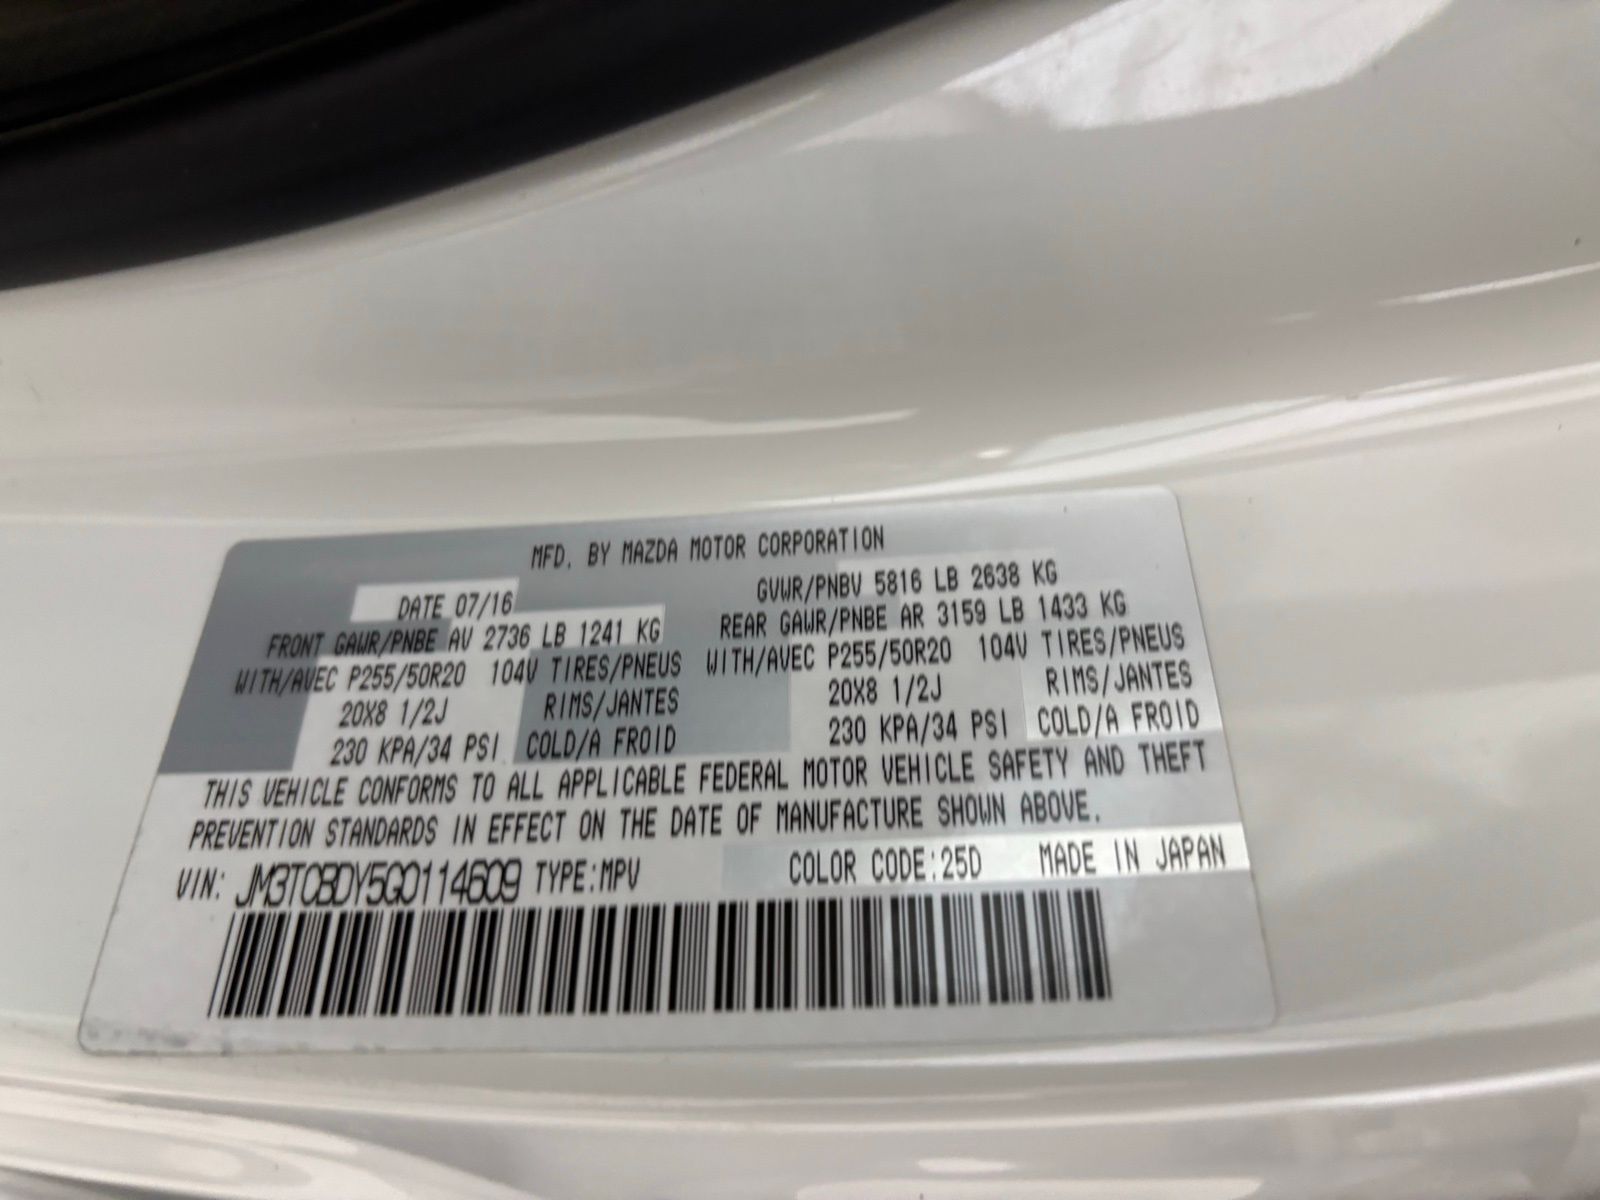 MFD. BY MAZDA MOTOR CORPORATION
DATE 07/16 GVWR/PNBV 5816 LB 2638 KG
FRONT GAWR/PNBE AV 2736 LB 1241 KG REAR GAWR/PNBE AR 3159 LB 1433 KG
WITH/AVEC P255/50R20 104V TIRES/PNEUS WITH/AVEC P255/50R20 104V TIRES/PNEUS
20X8 1/2J RIMS/JANTES 20X8 1/2J RIMS/JANTES
230 KPA/34 PSI COLD/A FROID 230 KPA/34 PSI COLD/A FROID
THIS VEHICLE CONFORMS TO ALL APPLICABLE FEDERAL MOTOR VEHICLE SAFETY AND THEFT
PREVENTION STANDARDS IN EFFECT ON THE DATE OF MANUFACTURE SHOWN ABOVE.
VIN: JM3TCBDY5G0114609 TYPE:MPV COLOR CODE:25D MADE IN JAPAN